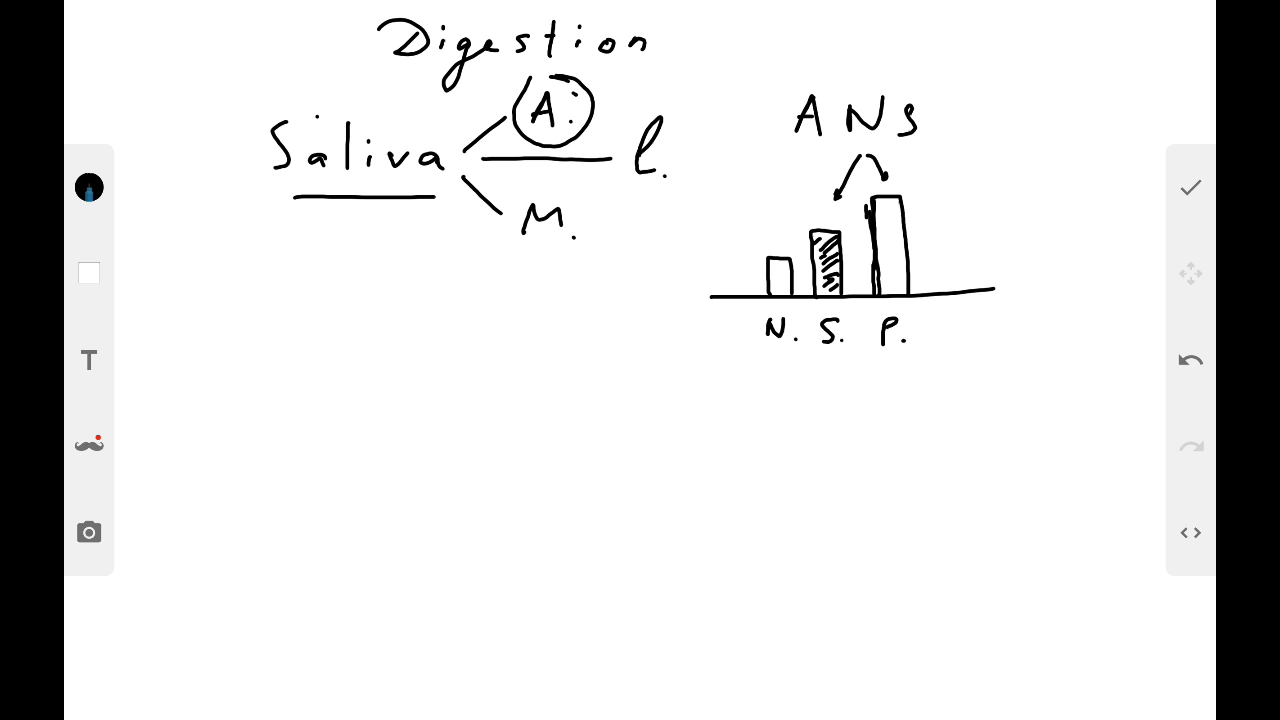 Digestion
A.
Saliva l.
M.
ANS
N. S. P.
T